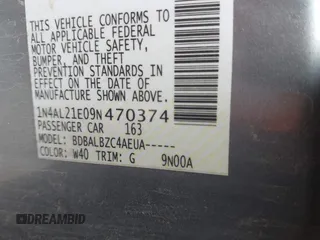 THIS VEHICLE CONFORMS TO
ALL APPLICABLE FEDERAL
MOTOR VEHICLE SAFETY,
BUMPER, AND THEFT
PREVENTION STANDARDS
IN EFFECT ON THE DATE OF
MANUFACTURE SHOWN ABOVE.
1N4AL21E09N470374
PASSENGER CAR 163
MODEL: BDBALBZC4AEUA-----
COLOR: W40 TRIM: G 9N00A
DREAMBID